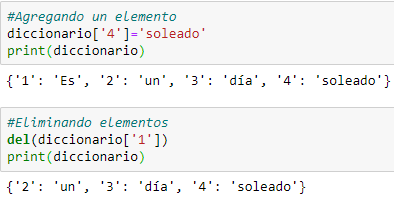 #Agregando un elemento
diccionario['4']='soleado'
print(diccionario)
{'1': 'Es', '2': 'un', '3': 'día', '4': 'soleado'}
#Eliminando elementos
del(diccionario['1'])
print(diccionario)
{'2': 'un', '3': 'día', '4': 'soleado'}